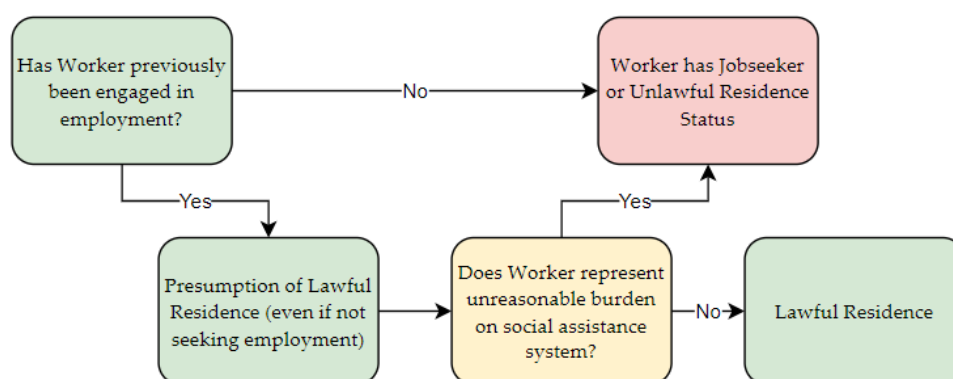 Has Worker previously
been engaged in
employment?
No
Worker has Jobseeker
or Unlawful Residence
Status
Yes
Yes
Presumption of Lawful
Residence (even if not
seeking employment)
Does Worker represent
unreasonable burden
on social assistance
system?
No
Lawful Residence